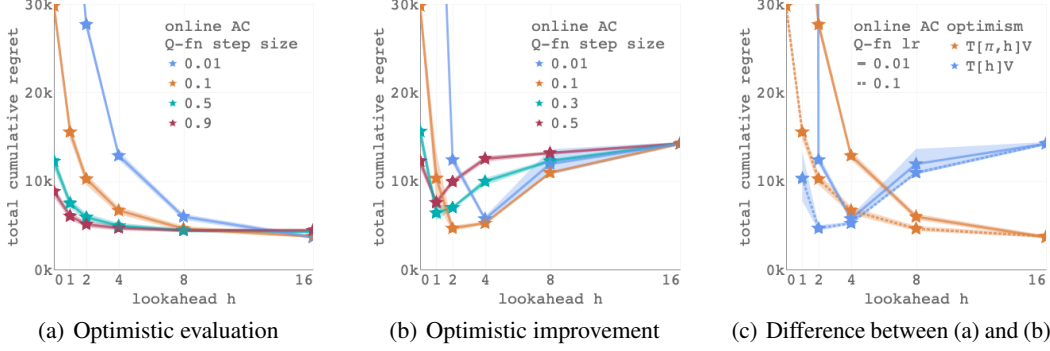 30k
20k
10k
0k
total cumulative regret
online AC
Q-fn step size
0.01
0.1
0.5
0.9
0 1 2 4 8 16
lookahead h
(a) Optimistic evaluation
30k
20k
10k
0k
total cumulative regret
online AC
Q-fn step size
0.01
0.1
0.3
0.5
0 1 2 4 8 16
lookahead h
(b) Optimistic improvement
30k
20k
10k
0k
total cumulative regret
online AC optimism
Q-fn lr T[π,h]V
0.01 T[h]V
0.1
0 1 2 4 8 16
lookahead h
(c) Difference between (a) and (b)